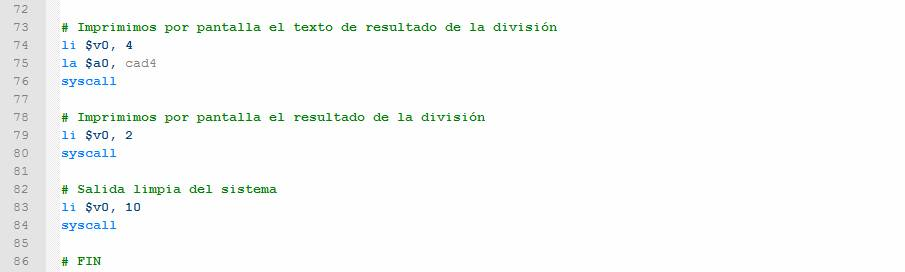 72
73 # Imprimimos por pantalla el texto de resultado de la división
74 li $v0, 4
75 la $a0, cad4
76 syscall
77
78 # Imprimimos por pantalla el resultado de la división
79 li $v0, 2
80 syscall
81
82 # Salida limpia del sistema
83 li $v0, 10
84 syscall
85
86 # FIN